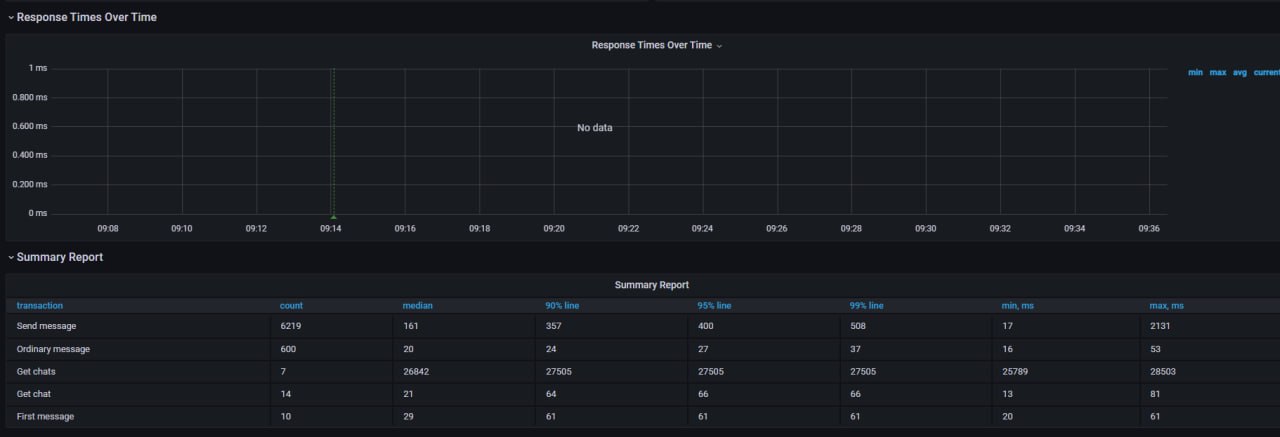 Response Times Over Time
Response Times Over Time
1 ms
min max avg current
0.800 ms
0.600 ms
No data
0.400 ms
0.200 ms
0 ms
09:08 09:10 09:12 09:14 09:16 09:18 09:20 09:22 09:24 09:26 09:28 09:30 09:32 09:34 09:36
Summary Report
Summary Report
transaction count median 90% line 95% line 99% line min, ms max, ms
Send message 6219 161 357 400 508 17 2131
Ordinary message 600 20 24 27 37 16 53
Get chats 7 26842 27505 27505 27505 25789 28503
Get chat 14 21 64 66 66 13 81
First message 10 29 61 61 61 20 61